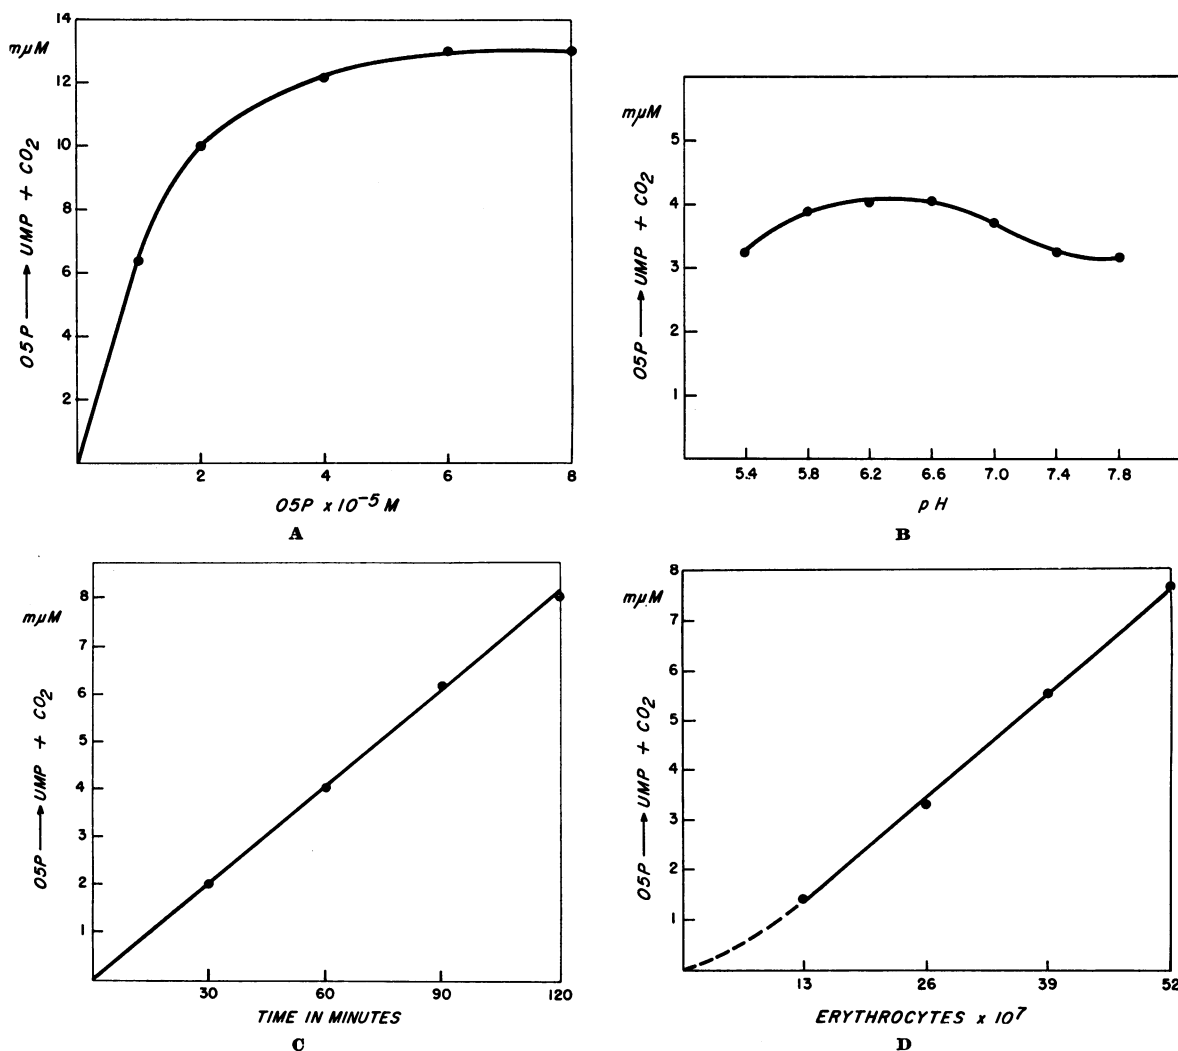 14
mμM
12
10
8
6
4
2
O5P → UMP + CO2
2 4 6 8
O5P x 10⁻⁵ M
A
mμM
5
4
3
2
1
O5P → UMP + CO2
5.4 5.8 6.2 6.6 7.0 7.4 7.8
pH
B
8
mμM
7
6
5
4
3
2
1
O5P → UMP + CO2
30 60 90 120
TIME IN MINUTES
C
8
mμM
7
6
5
4
3
2
1
O5P → UMP + CO2
13 26 39 52
ERYTHROCYTES x 10⁷
D